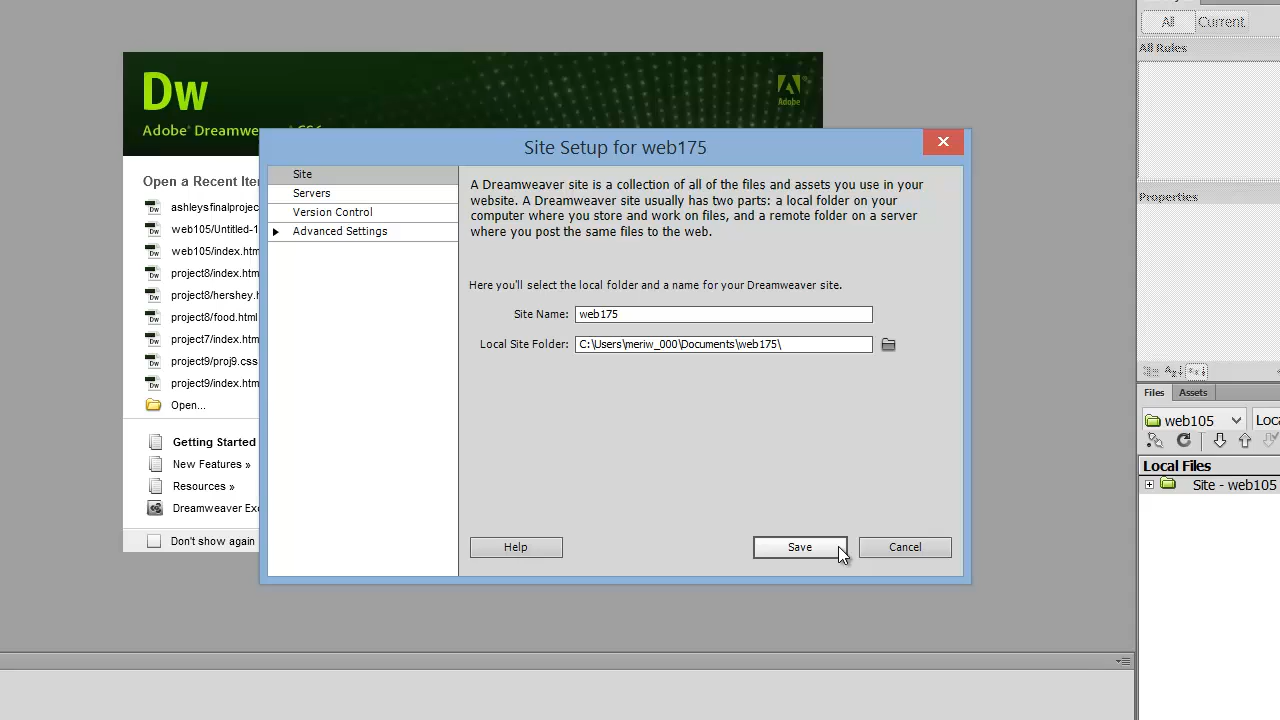 All Current
All Rules
Dw
Adobe
Adobe® Dreamwe
Site Setup for web175
Open a Recent Ite
ashleysfinalprojec
web105/Untitled-1
web105/index.htm
project8/index.htm
project8/hershey.h
project8/food.html
project7/index.htm
project9/proj9.css
project9/index.htm
Open...
Getting Started
New Features »
Resources »
Dreamweaver Exc
Don't show again
Site
Servers
Version Control
Advanced Settings
A Dreamweaver site is a collection of all of the files and assets you use in your
website. A Dreamweaver site usually has two parts: a local folder on your
computer where you store and work on files, and a remote folder on a server
where you post the same files to the web.
Here you'll select the local folder and a name for your Dreamweaver site.
Site Name: web175
Local Site Folder: C:\Users\meriw_000\Documents\web175\
Help Save Cancel
Properties
Files Assets
web105 Loc
Local Files
Site - web105